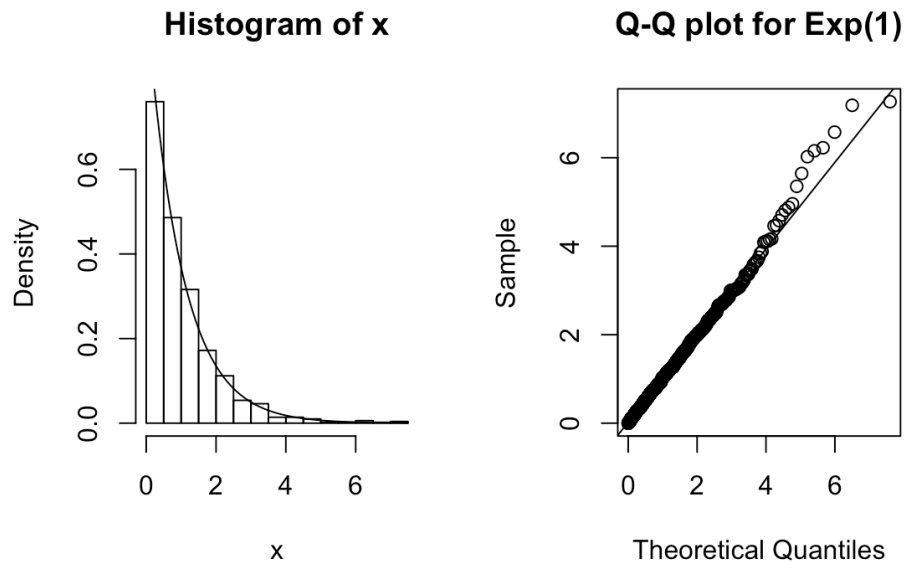 Histogram of x
Density
0.0 0.2 0.4 0.6
0 2 4 6
x
Q-Q plot for Exp(1)
Sample
0 2 4 6
0 2 4 6
Theoretical Quantiles